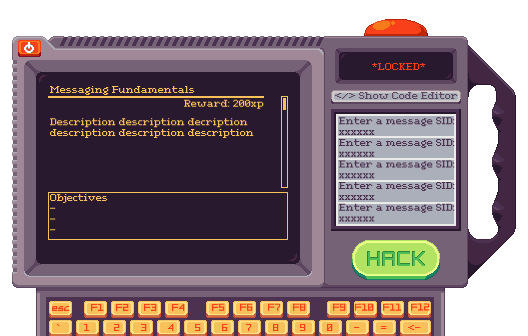 Messaging Fundamentals
Reward: 200xp
Description description decription
description description description
Objectives
–
–
–
*LOCKED*
</> Show Code Editor
Enter a message SID:
xxxxxx
Enter a message SID:
xxxxxx
Enter a message SID:
xxxxxx
Enter a message SID:
xxxxxx
Enter a message SID:
xxxxxx
HACK
esc F1 F2 F3 F4 F5 F6 F7 F8 F9 F10 F11 F12
` 1 2 3 4 5 6 7 8 9 0 - = <-